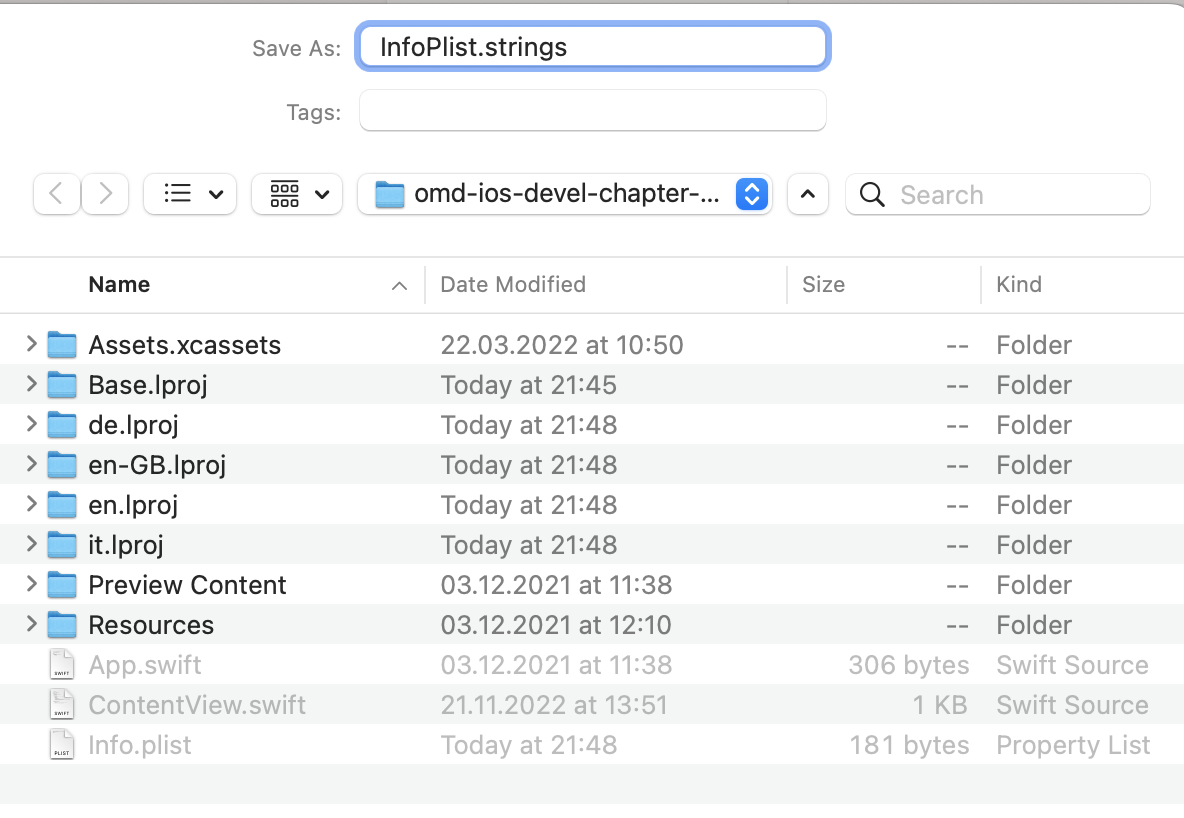 Save As: InfoPlist.strings
Tags:
omd-ios-devel-chapter-... Search
Name Date Modified Size Kind
Assets.xcassets 22.03.2022 at 10:50 -- Folder
Base.lproj Today at 21:45 -- Folder
de.lproj Today at 21:48 -- Folder
en-GB.lproj Today at 21:48 -- Folder
en.lproj Today at 21:48 -- Folder
it.lproj Today at 21:48 -- Folder
Preview Content 03.12.2021 at 11:38 -- Folder
Resources 03.12.2021 at 12:10 -- Folder
SWIFT App.swift 03.12.2021 at 11:38 306 bytes Swift Source
SWIFT ContentView.swift 21.11.2022 at 13:51 1 KB Swift Source
PLIST Info.plist Today at 21:48 181 bytes Property List